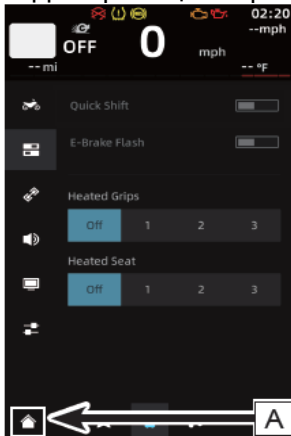 02:20
OFF 0 mph --mph
-- mi -- °F
Quick Shift
E-Brake Flash
Heated Grips
Off 1 2 3
Heated Seat
Off 1 2 3
A